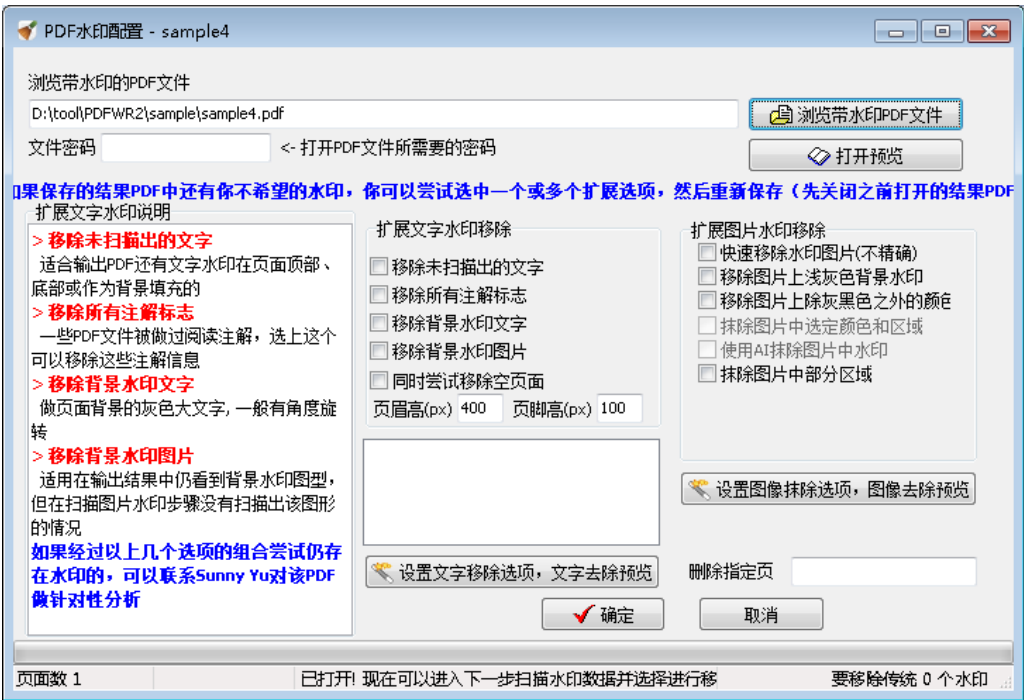 PDF水印配置 - sample4
浏览带水印的PDF文件
D:\tool\PDFWR2\sample\sample4.pdf
浏览带水印PDF文件
文件密码
<- 打开PDF文件所需要的密码
打开预览
果保存的结果PDF中还有你不希望的水印，你可以尝试选中一个或多个扩展选项，然后重新保存（先关闭之前打开的结果PDF
扩展文字水印说明
> 移除未扫描出的文字
适合输出PDF还有文字水印在页面顶部、
底部或作为背景填充的
> 移除所有注解标志
一些PDF文件被做过阅读注解，选上这个
可以移除这些注解信息
> 移除背景水印文字
做页面背景的灰色大文字, 一般有角度旋
转
> 移除背景水印图片
适用在输出结果中仍看到背景水印图型，
但在扫描图片水印步骤没有扫描出该图形
的情况
如果经过以上几个选项的组合尝试仍存
在水印的，可以联系Sunny Yu对该PDF
做针对性分析
扩展文字水印移除
移除未扫描出的文字
移除所有注解标志
移除背景水印文字
移除背景水印图片
同时尝试移除空页面
页眉高(px) 400 页脚高(px) 100
设置文字移除选项，文字去除预览
扩展图片水印移除
快速移除水印图片(不精确)
移除图片上浅灰色背景水印
移除图片上除灰黑色之外的颜色
抹除图片中选定颜色和区域
使用AI抹除图片中水印
抹除图片中部分区域
设置图像抹除选项，图像去除预览
删除指定页
确定
取消
页面数 1
已打开! 现在可以进入下一步扫描水印数据并选择进行移
要移除传统 0 个水印